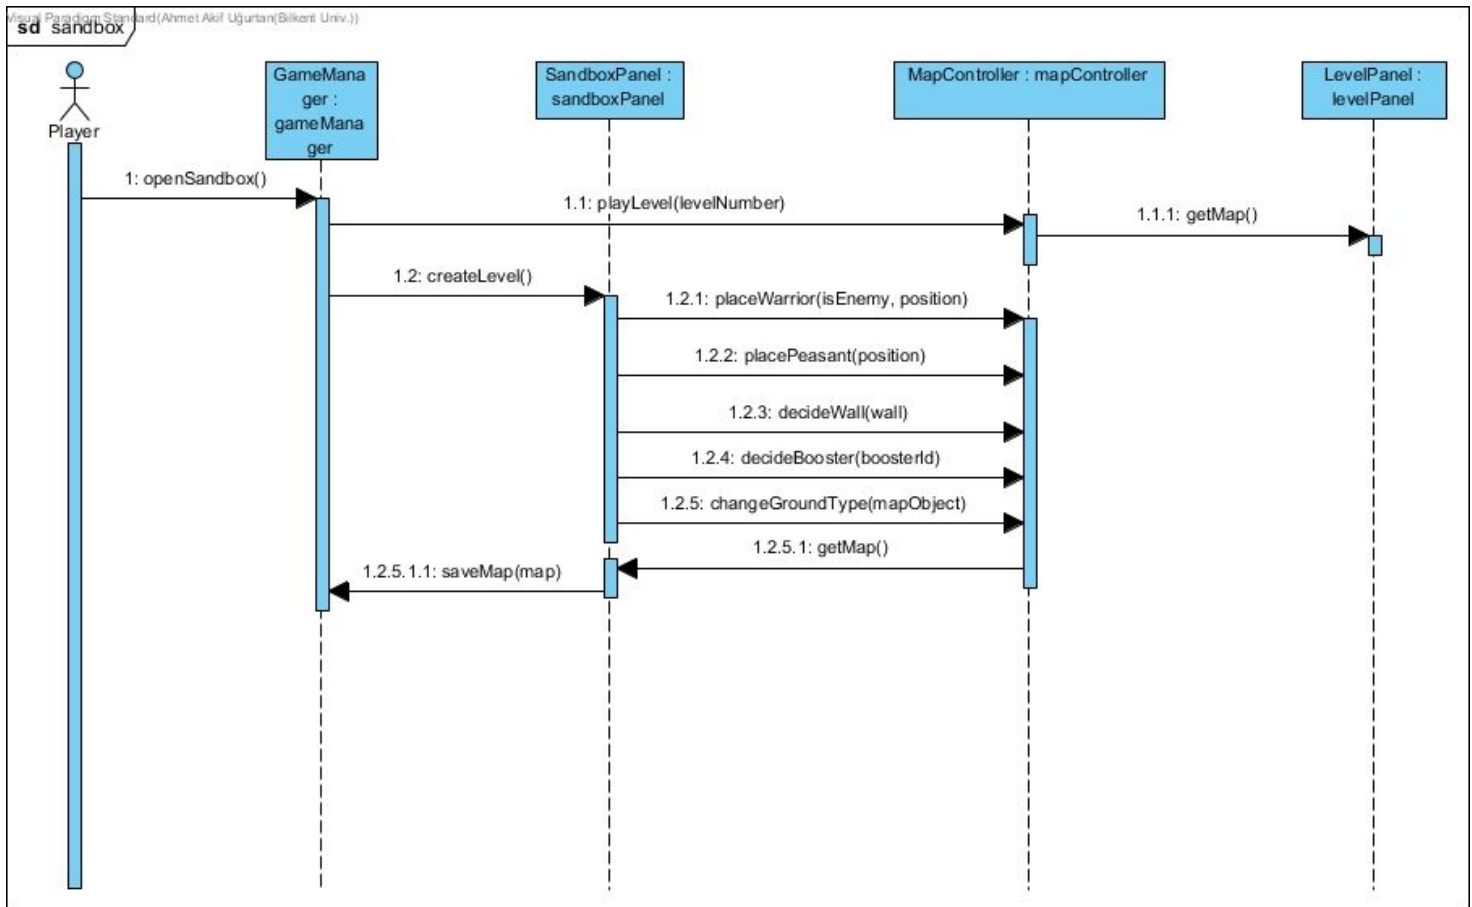 Visual Paradigm Standard(Ahmet Akif Uğurtan(Bilkent Univ.))
sd sandbox
Player
GameMana
ger :
gameMana
ger
SandboxPanel :
sandboxPanel
MapController : mapController
LevelPanel :
levelPanel
1: openSandbox()
1.1: playLevel(levelNumber)
1.1.1: getMap()
1.2: createLevel()
1.2.1: placeWarrior(isEnemy, position)
1.2.2: placePeasant(position)
1.2.3: decideWall(wall)
1.2.4: decideBooster(boosterId)
1.2.5: changeGroundType(mapObject)
1.2.5.1: getMap()
1.2.5.1.1: saveMap(map)